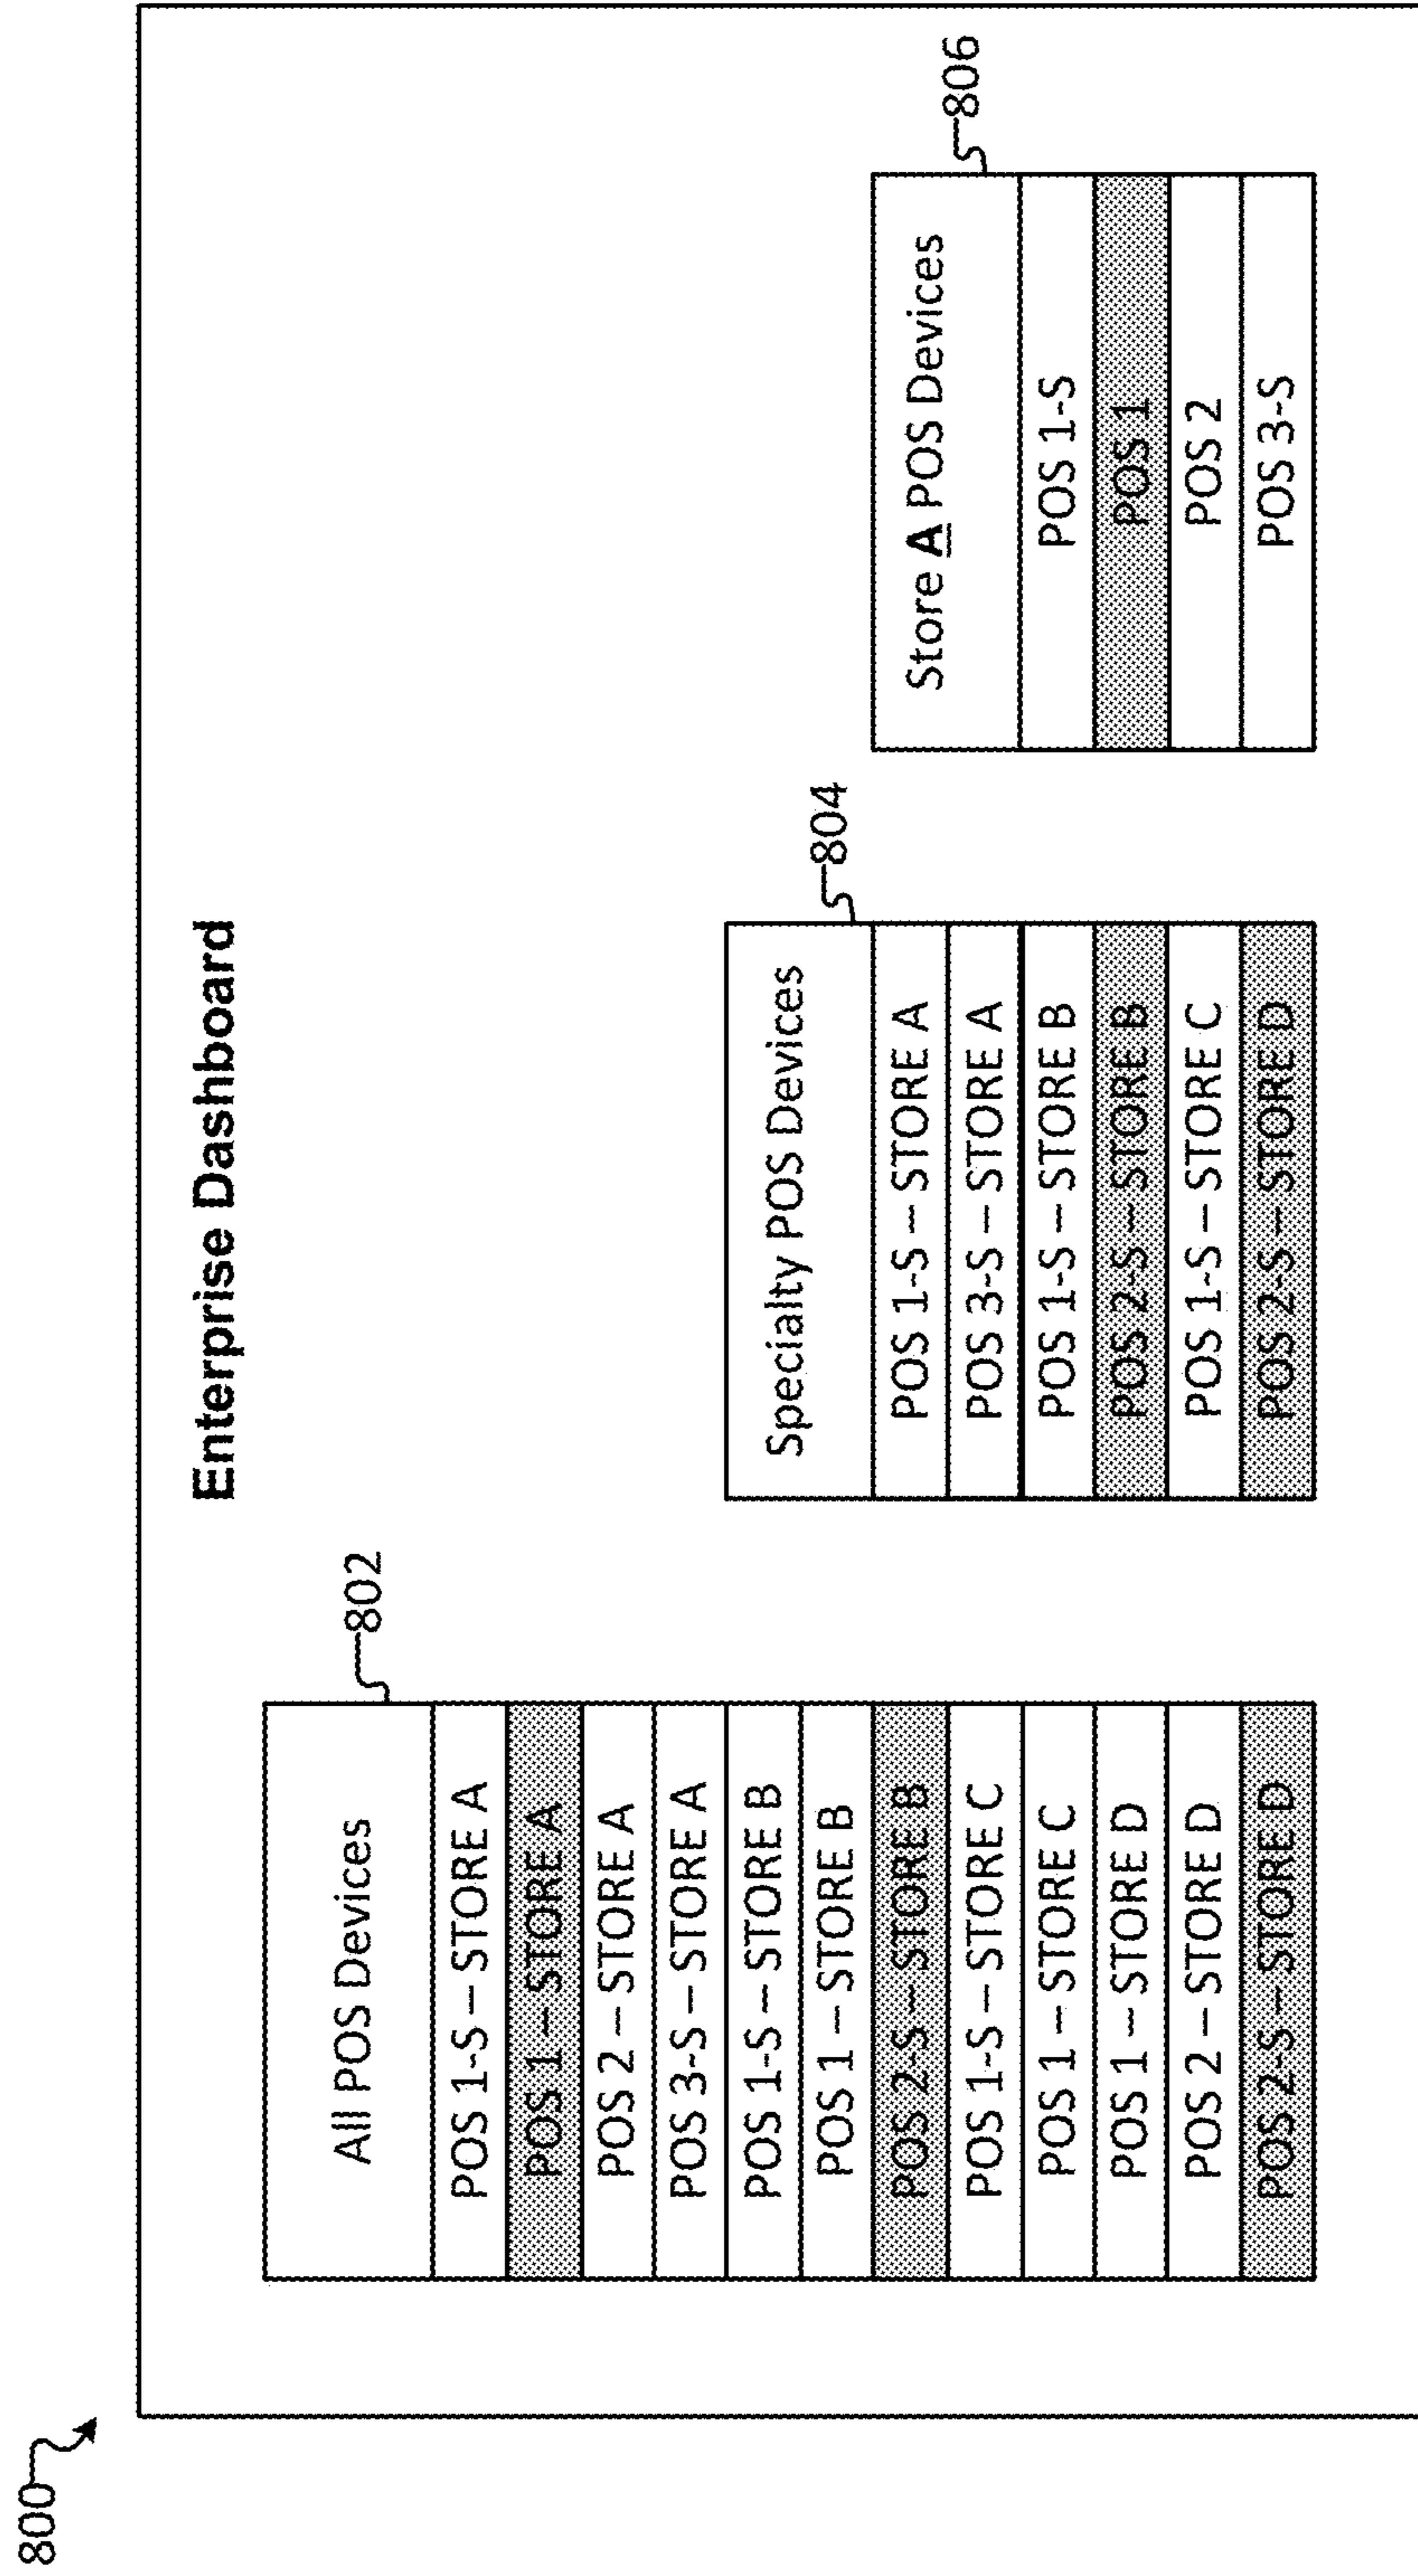 800
Enterprise Dashboard
802
All POS Devices
POS 1-S – STORE A
POS 1 – STORE A
POS 2 – STORE A
POS 3-S – STORE A
POS 1-S – STORE B
POS 1 – STORE B
POS 2-S – STORE B
POS 1-S – STORE C
POS 1 – STORE C
POS 1 – STORE D
POS 2 – STORE D
POS 2-S – STORE D
804
Specialty POS Devices
POS 1-S – STORE A
POS 3-S – STORE A
POS 1-S – STORE B
POS 2-S – STORE B
POS 1-S – STORE C
POS 2-S – STORE D
806
Store A POS Devices
POS 1-S
POS 1
POS 2
POS 3-S